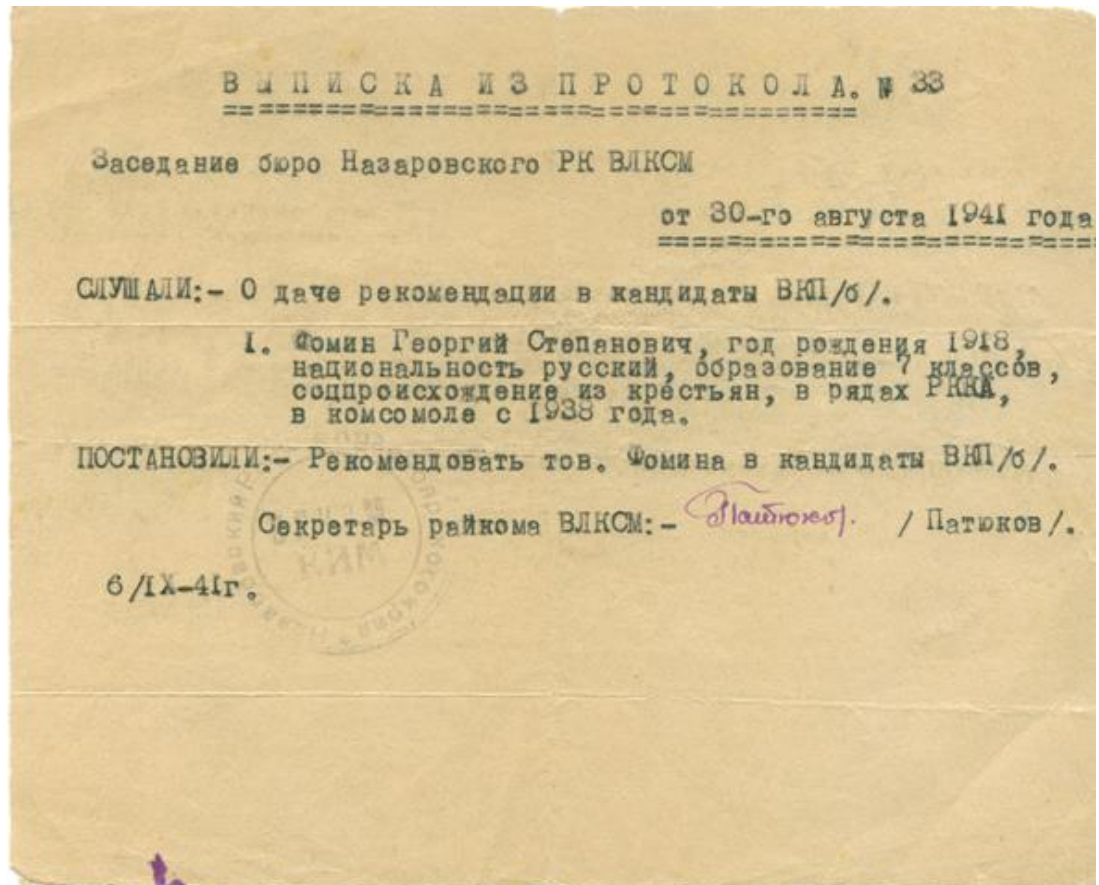 ВЫПИСКА ИЗ ПРОТОКОЛА. № 33
Заседание бюро Назаровского РК ВЛКСМ
от 30-го августа 1941 года
СЛУШАЛИ:- О даче рекомендации в кандидаты ВКП/б/.
I. Фомин Георгий Степанович, год рождения 1918,
национальность русский, образование 7 классов,
соцпроисхождение из крестьян, в рядах РККА,
в комсомоле с 1938 года.
ПОСТАНОВИЛИ:- Рекомендовать тов. Фомина в кандидаты ВКП/б/.
Секретарь райкома ВЛКСМ:- Патюков. /Патюков/.
6/IX-41г.